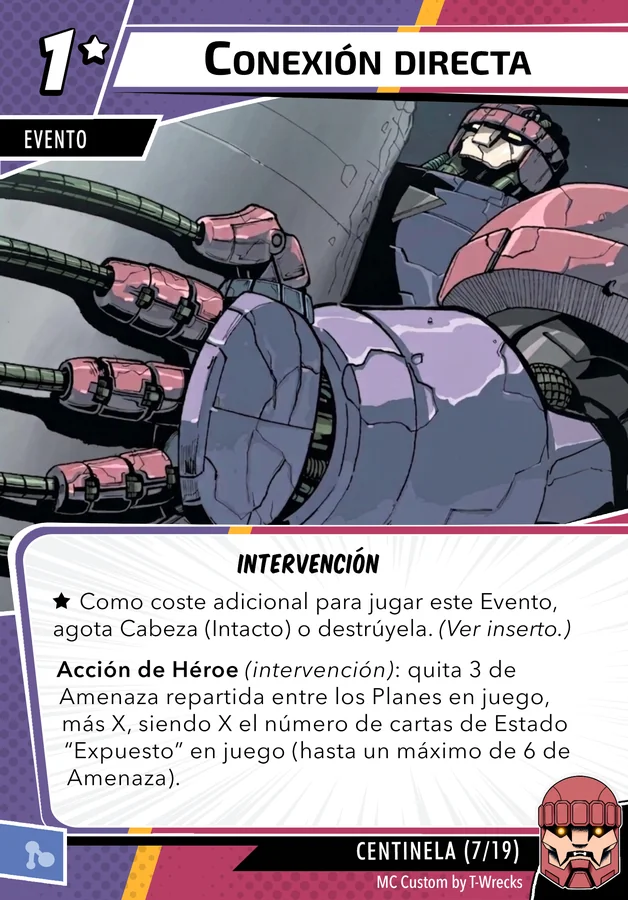 1★ CONEXIÓN DIRECTA
EVENTO
INTERVENCIÓN
★ Como coste adicional para jugar este Evento,
agota Cabeza (Intacto) o destrúyela. (Ver inserto.)
Acción de Héroe (intervención): quita 3 de
Amenaza repartida entre los Planes en juego,
más X, siendo X el número de cartas de Estado
“Expuesto” en juego (hasta un máximo de 6 de
Amenaza).
CENTINELA (7/19)
MC Custom by T-Wrecks